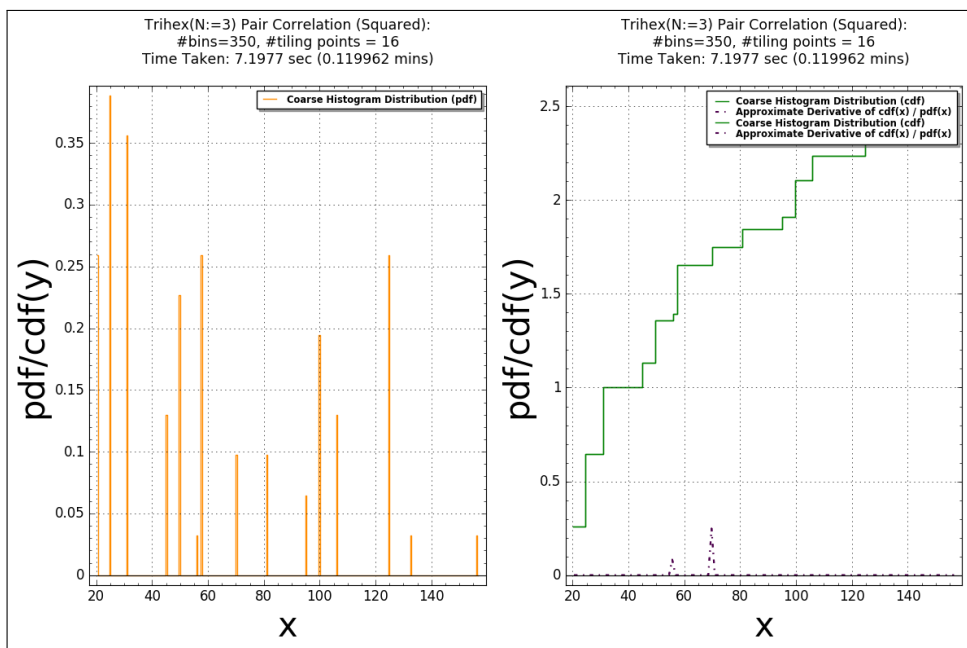 Trihex(N:=3) Pair Correlation (Squared):
#bins=350, #tiling points = 16
Time Taken: 7.1977 sec (0.119962 mins)
Coarse Histogram Distribution (pdf)
0.35
0.3
0.25
0.2
0.15
0.1
0.05
0
pdf/cdf(y)
20 40 60 80 100 120 140
x
Trihex(N:=3) Pair Correlation (Squared):
#bins=350, #tiling points = 16
Time Taken: 7.1977 sec (0.119962 mins)
Coarse Histogram Distribution (cdf)
Approximate Derivative of cdf(x) / pdf(x)
Coarse Histogram Distribution (cdf)
Approximate Derivative of cdf(x) / pdf(x)
2.5
2
1.5
1
0.5
0
pdf/cdf(y)
20 40 60 80 100 120 140
x